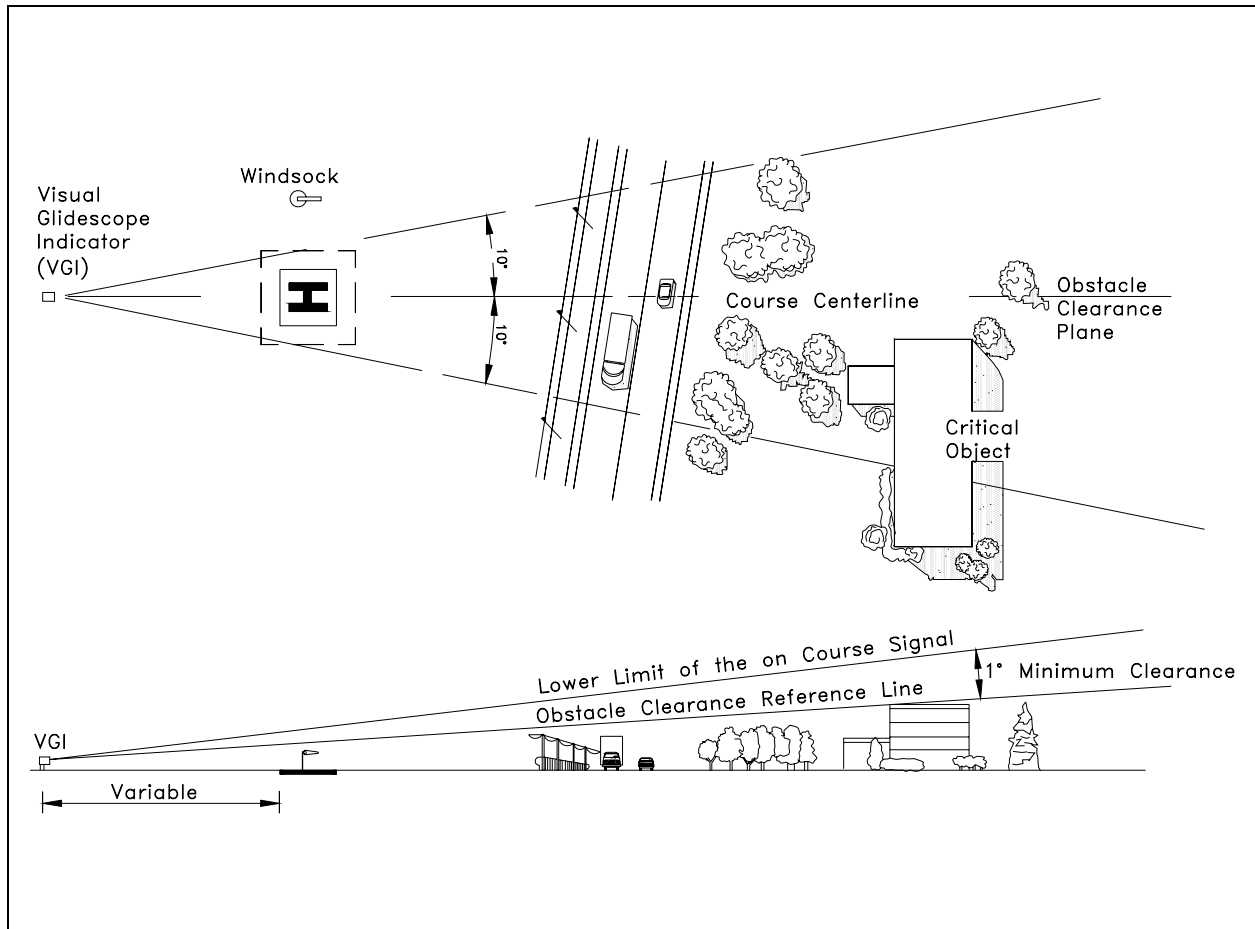 Windsock
Visual
Glidescope
Indicator
(VGI)
H
10°
10°
Course Centerline
Obstacle
Clearance
Plane
Critical
Object
Lower Limit of the on Course Signal
1° Minimum Clearance
Obstacle Clearance Reference Line
VGI
Variable